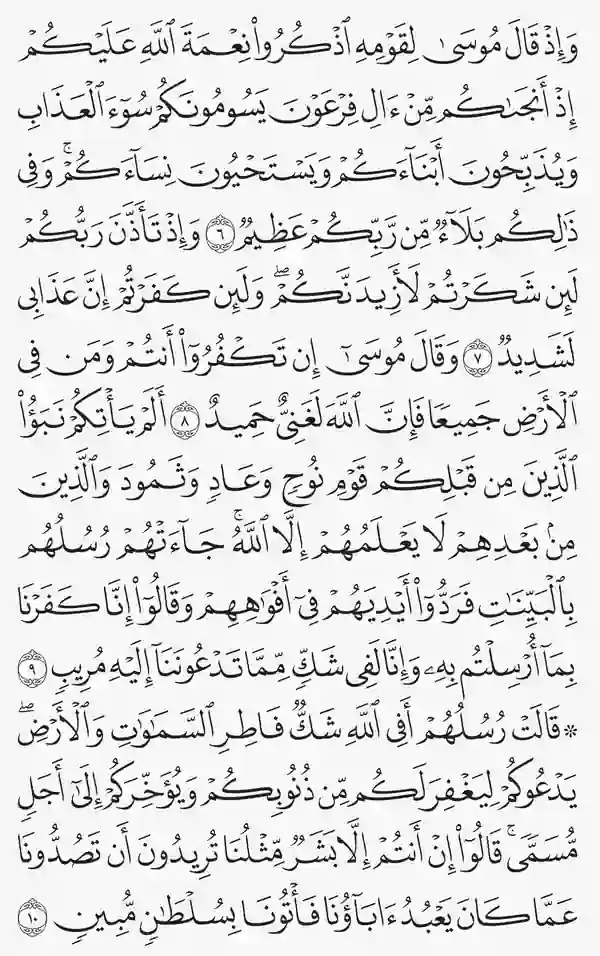 وَإِذْ قَالَ مُوسَىٰ لِقَوْمِهِ ٱذْكُرُوا۟ نِعْمَةَ ٱللَّهِ عَلَيْكُمْ
إِذْ أَنجَىٰكُم مِّنْ ءَالِ فِرْعَوْنَ يَسُومُونَكُمْ سُوٓءَ ٱلْعَذَابِ
وَيُذَبِّحُونَ أَبْنَآءَكُمْ وَيَسْتَحْيُونَ نِسَآءَكُمْ ۚ وَفِى
ذَٰلِكُم بَلَآءٌ مِّن رَّبِّكُمْ عَظِيمٌ ٦ وَإِذْ تَأَذَّنَ رَبُّكُمْ
لَئِن شَكَرْتُمْ لَأَزِيدَنَّكُمْ ۖ وَلَئِن كَفَرْتُمْ إِنَّ عَذَابِى
لَشَدِيدٌ ٧ وَقَالَ مُوسَىٰٓ إِن تَكْفُرُوٓا۟ أَنتُمْ وَمَن فِى
ٱلْأَرْضِ جَمِيعًا فَإِنَّ ٱللَّهَ لَغَنِىٌّ حَمِيدٌ ٨ أَلَمْ يَأْتِكُمْ نَبَؤُا۟
ٱلَّذِينَ مِن قَبْلِكُمْ قَوْمِ نُوحٍ وَعَادٍ وَثَمُودَ وَٱلَّذِينَ
مِنۢ بَعْدِهِمْ لَا يَعْلَمُهُمْ إِلَّا ٱللَّهُ ۚ جَآءَتْهُمْ رُسُلُهُم
بِٱلْبَيِّنَٰتِ فَرَدُّوٓا۟ أَيْدِيَهُمْ فِىٓ أَفْوَٰهِهِمْ وَقَالُوٓا۟ إِنَّا كَفَرْنَا
بِمَآ أُرْسِلْتُم بِهِۦ وَإِنَّا لَفِى شَكٍّ مِّمَّا تَدْعُونَنَآ إِلَيْهِ مُرِيبٍ ٩
۞ قَالَتْ رُسُلُهُمْ أَفِى ٱللَّهِ شَكٌّ فَاطِرِ ٱلسَّمَٰوَٰتِ وَٱلْأَرْضِ ۖ
يَدْعُوكُمْ لِيَغْفِرَ لَكُم مِّن ذُنُوبِكُمْ وَيُؤَخِّرَكُمْ إِلَىٰٓ أَجَلٍ
مُّسَمًّى ۚ قَالُوٓا۟ إِنْ أَنتُمْ إِلَّا بَشَرٌ مِّثْلُنَا تُرِيدُونَ أَن تَصُدُّونَا
عَمَّا كَانَ يَعْبُدُ ءَابَآؤُنَا فَأْتُونَا بِسُلْطَٰنٍ مُّبِينٍ ١٠